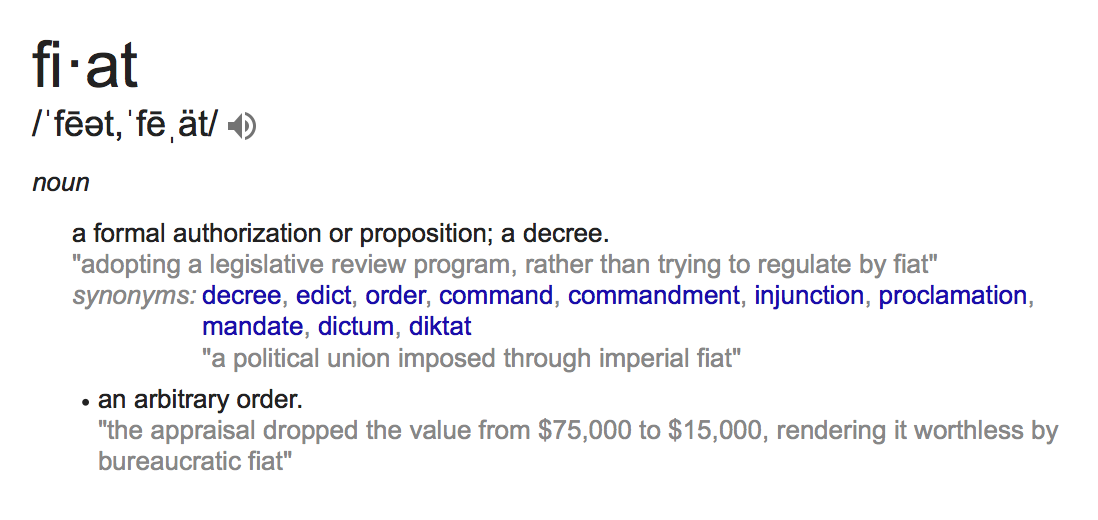 fi·at
/ˈfēət,ˈfēˌät/
noun
a formal authorization or proposition; a decree.
"adopting a legislative review program, rather than trying to regulate by fiat"
synonyms: decree, edict, order, command, commandment, injunction, proclamation,
mandate, dictum, diktat
"a political union imposed through imperial fiat"
• an arbitrary order.
"the appraisal dropped the value from $75,000 to $15,000, rendering it worthless by
bureaucratic fiat"